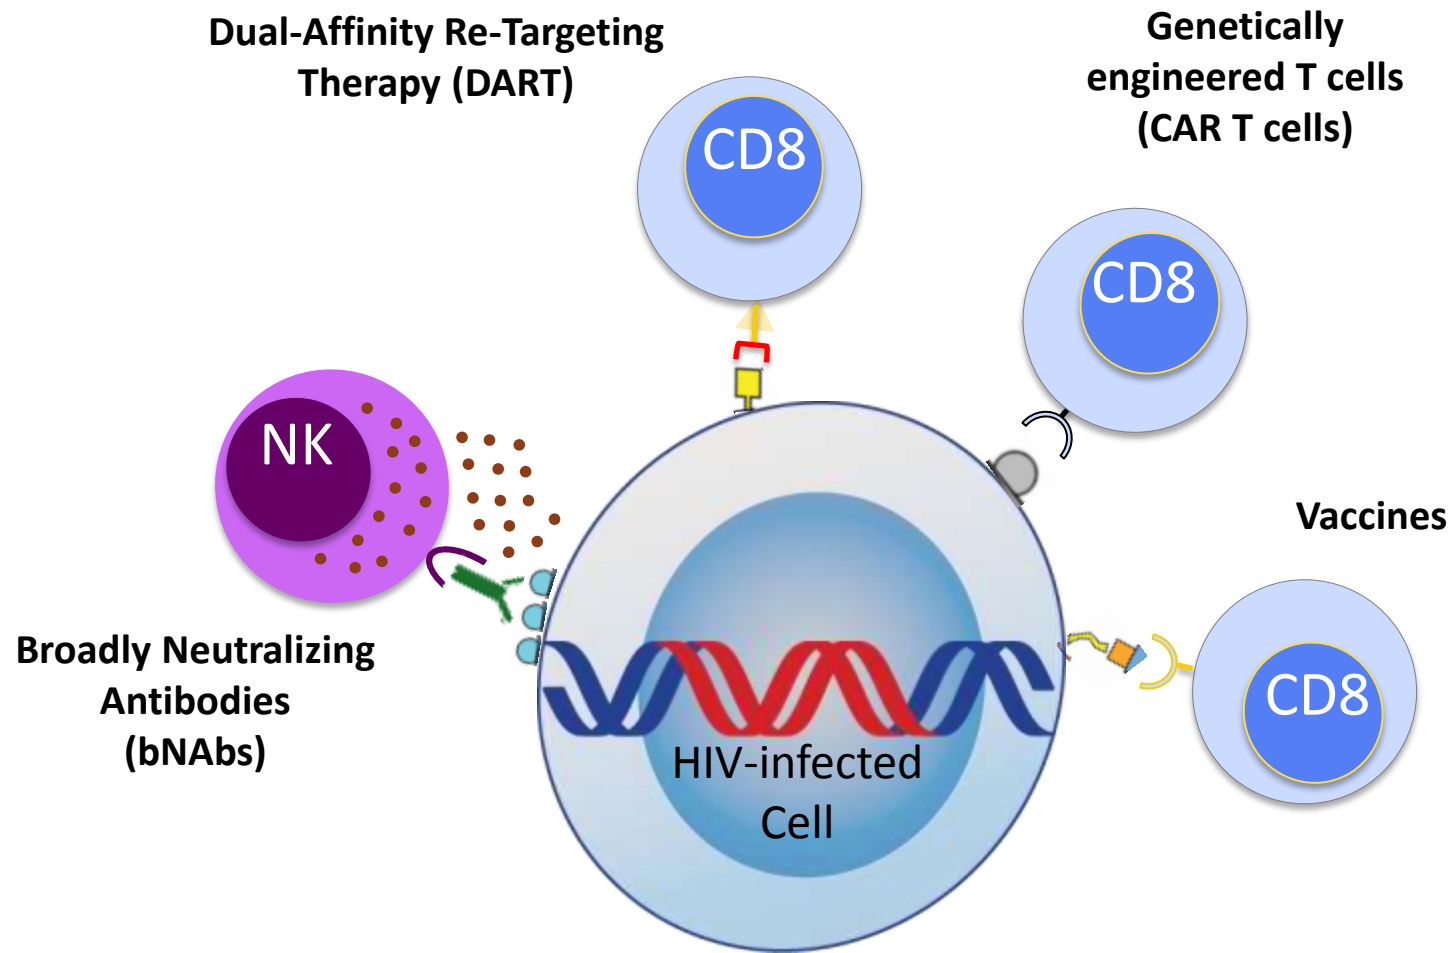 Dual-Affinity Re-Targeting
Therapy (DART)
CD8
Genetically
engineered T cells
(CAR T cells)
CD8
NK
Broadly Neutralizing
Antibodies
(bNAbs)
Vaccines
CD8
HIV-infected
Cell